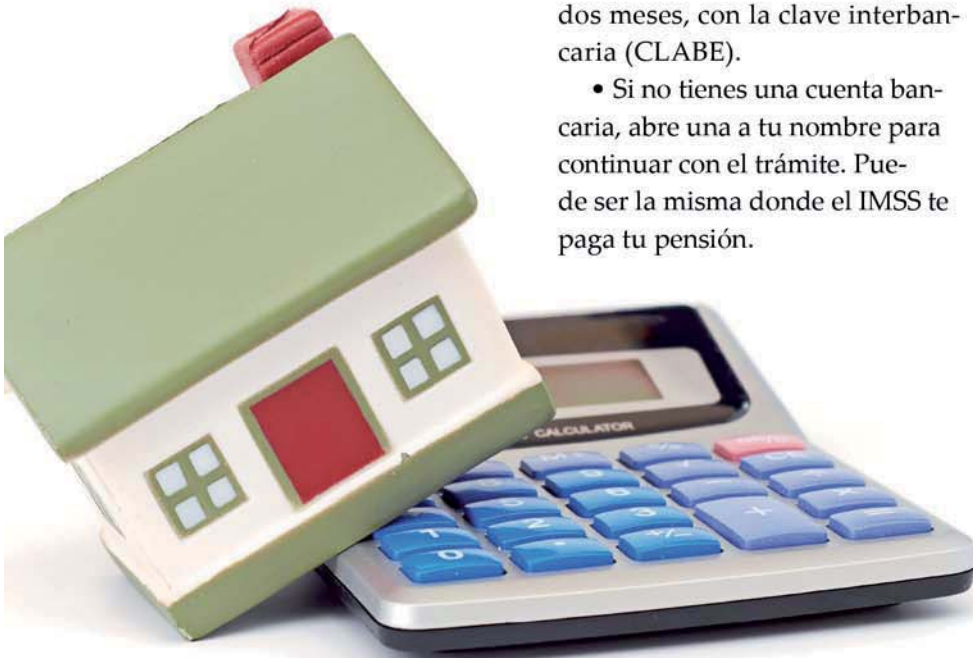 dos meses, con la clave interban-
caria (CLABE).
• Si no tienes una cuenta ban-
caria, abre una a tu nombre para
continuar con el trámite. Pue-
de ser la misma donde el IMSS te
paga tu pensión.
CALCULATOR
+
+/-
0